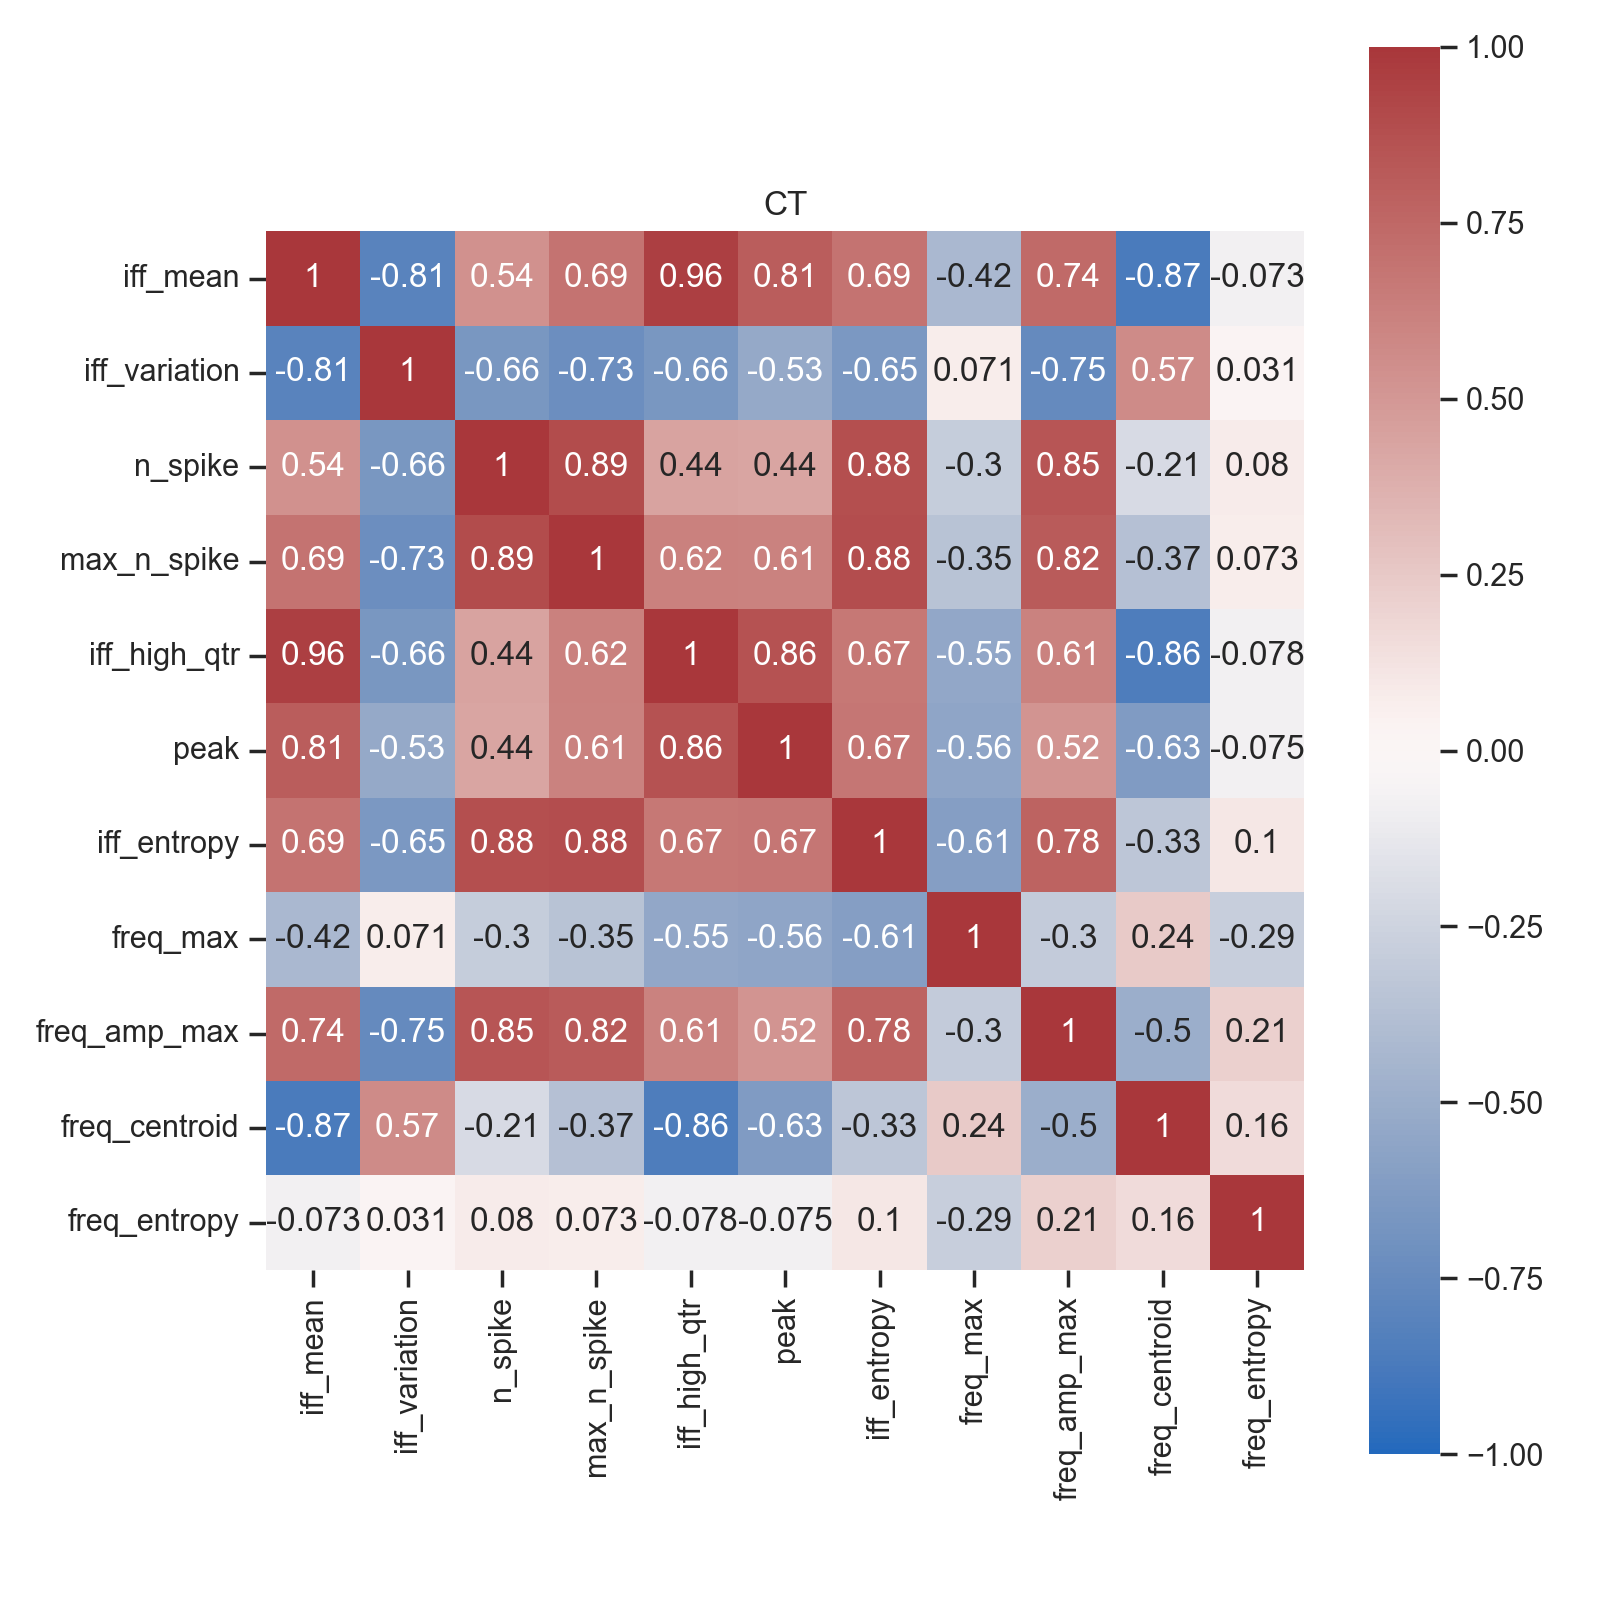 CT
iff_mean 1 -0.81 0.54 0.69 0.96 0.81 0.69 -0.42 0.74 -0.87 -0.073
iff_variation -0.81 1 -0.66 -0.73 -0.66 -0.53 -0.65 0.071 -0.75 0.57 0.031
n_spike 0.54 -0.66 1 0.89 0.44 0.44 0.88 -0.3 0.85 -0.21 0.08
max_n_spike 0.69 -0.73 0.89 1 0.62 0.61 0.88 -0.35 0.82 -0.37 0.073
iff_high_qtr 0.96 -0.66 0.44 0.62 1 0.86 0.67 -0.55 0.61 -0.86 -0.078
peak 0.81 -0.53 0.44 0.61 0.86 1 0.67 -0.56 0.52 -0.63 -0.075
iff_entropy 0.69 -0.65 0.88 0.88 0.67 0.67 1 -0.61 0.78 -0.33 0.1
freq_max -0.42 0.071 -0.3 -0.35 -0.55 -0.56 -0.61 1 -0.3 0.24 -0.29
freq_amp_max 0.74 -0.75 0.85 0.82 0.61 0.52 0.78 -0.3 1 -0.5 0.21
freq_centroid -0.87 0.57 -0.21 -0.37 -0.86 -0.63 -0.33 0.24 -0.5 1 0.16
freq_entropy -0.073 0.031 0.08 0.073 -0.078 -0.075 0.1 -0.29 0.21 0.16 1
iff_mean
iff_variation
n_spike
max_n_spike
iff_high_qtr
peak
iff_entropy
freq_max
freq_amp_max
freq_centroid
freq_entropy
1.00
0.75
0.50
0.25
0.00
−0.25
−0.50
−0.75
−1.00